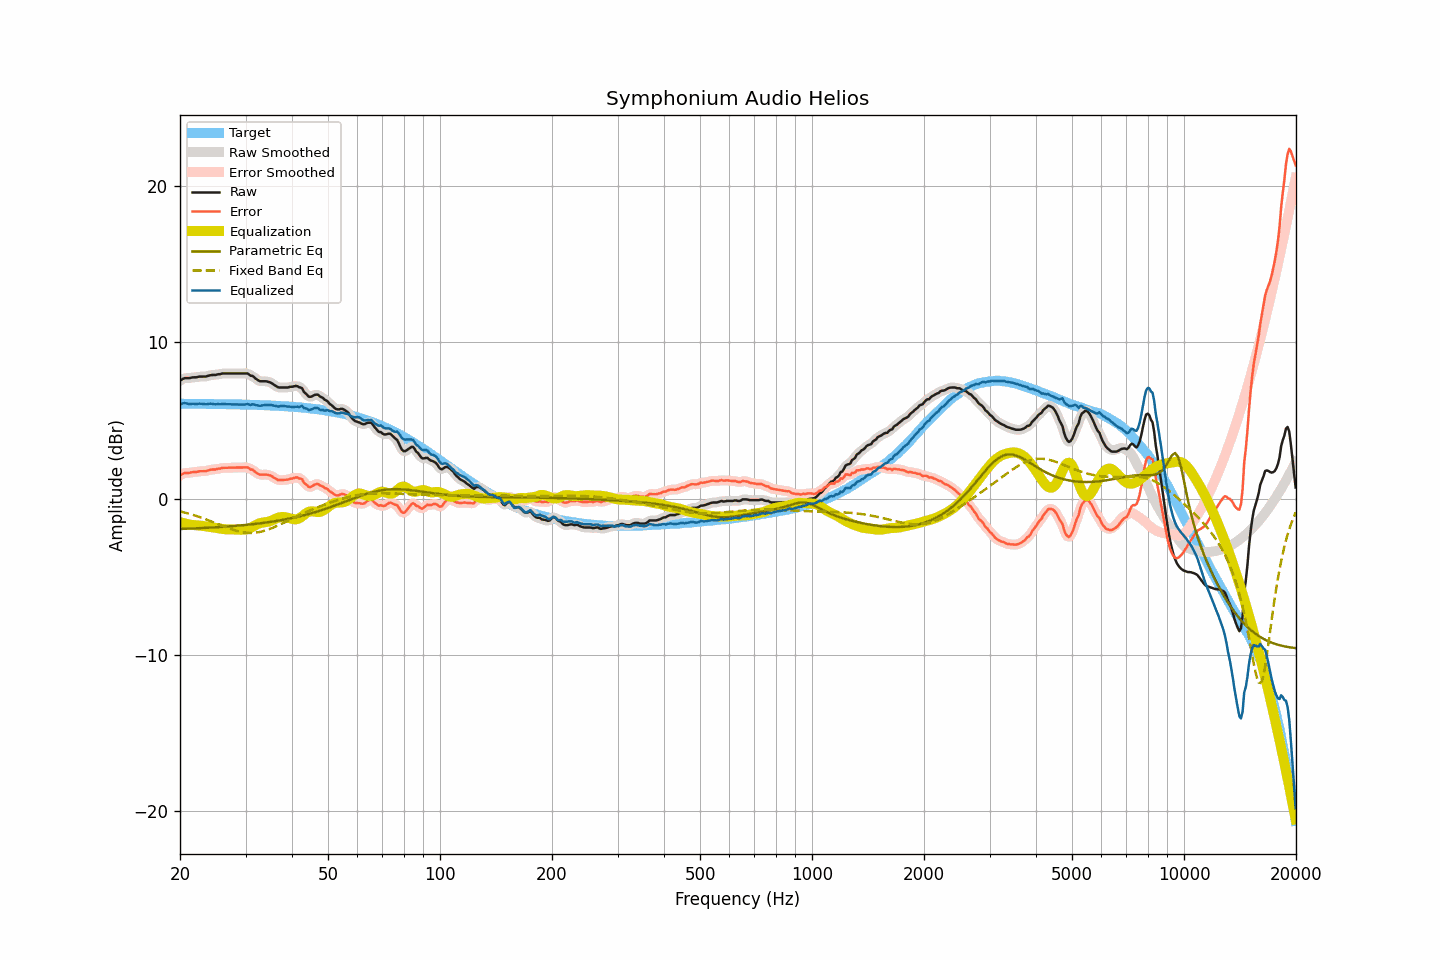 Symphonium Audio Helios
Target
Raw Smoothed
Error Smoothed
Raw
Error
Equalization
Parametric Eq
Fixed Band Eq
Equalized
Amplitude (dBr)
20
10
0
−10
−20
20 50 100 200 500 1000 2000 5000 10000 20000
Frequency (Hz)